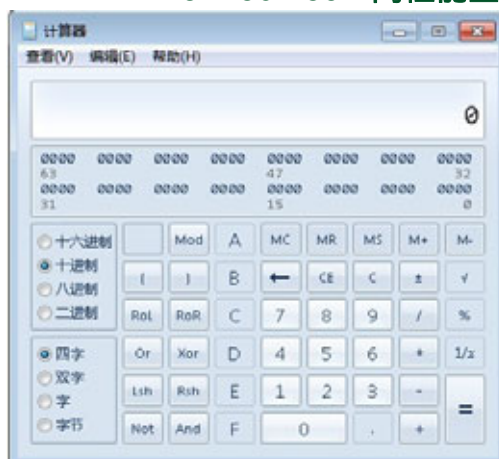 计算器
查看(V) 编辑(E) 帮助(H)
0
0000 0000 0000 0000 0000 0000 0000 0000
63 47 32
0000 0000 0000 0000 0000 0000 0000 0000
31 15 0
十六进制 Mod A MC MR MS M+ M-
十进制 ( ) B ← CE C ± √
八进制
二进制 RoL RoR C 7 8 9 / %
四字 Or Xor D 4 5 6 * 1/x
双字
字 Lsh Rsh E 1 2 3 - =
字节 Not And F 0 . +